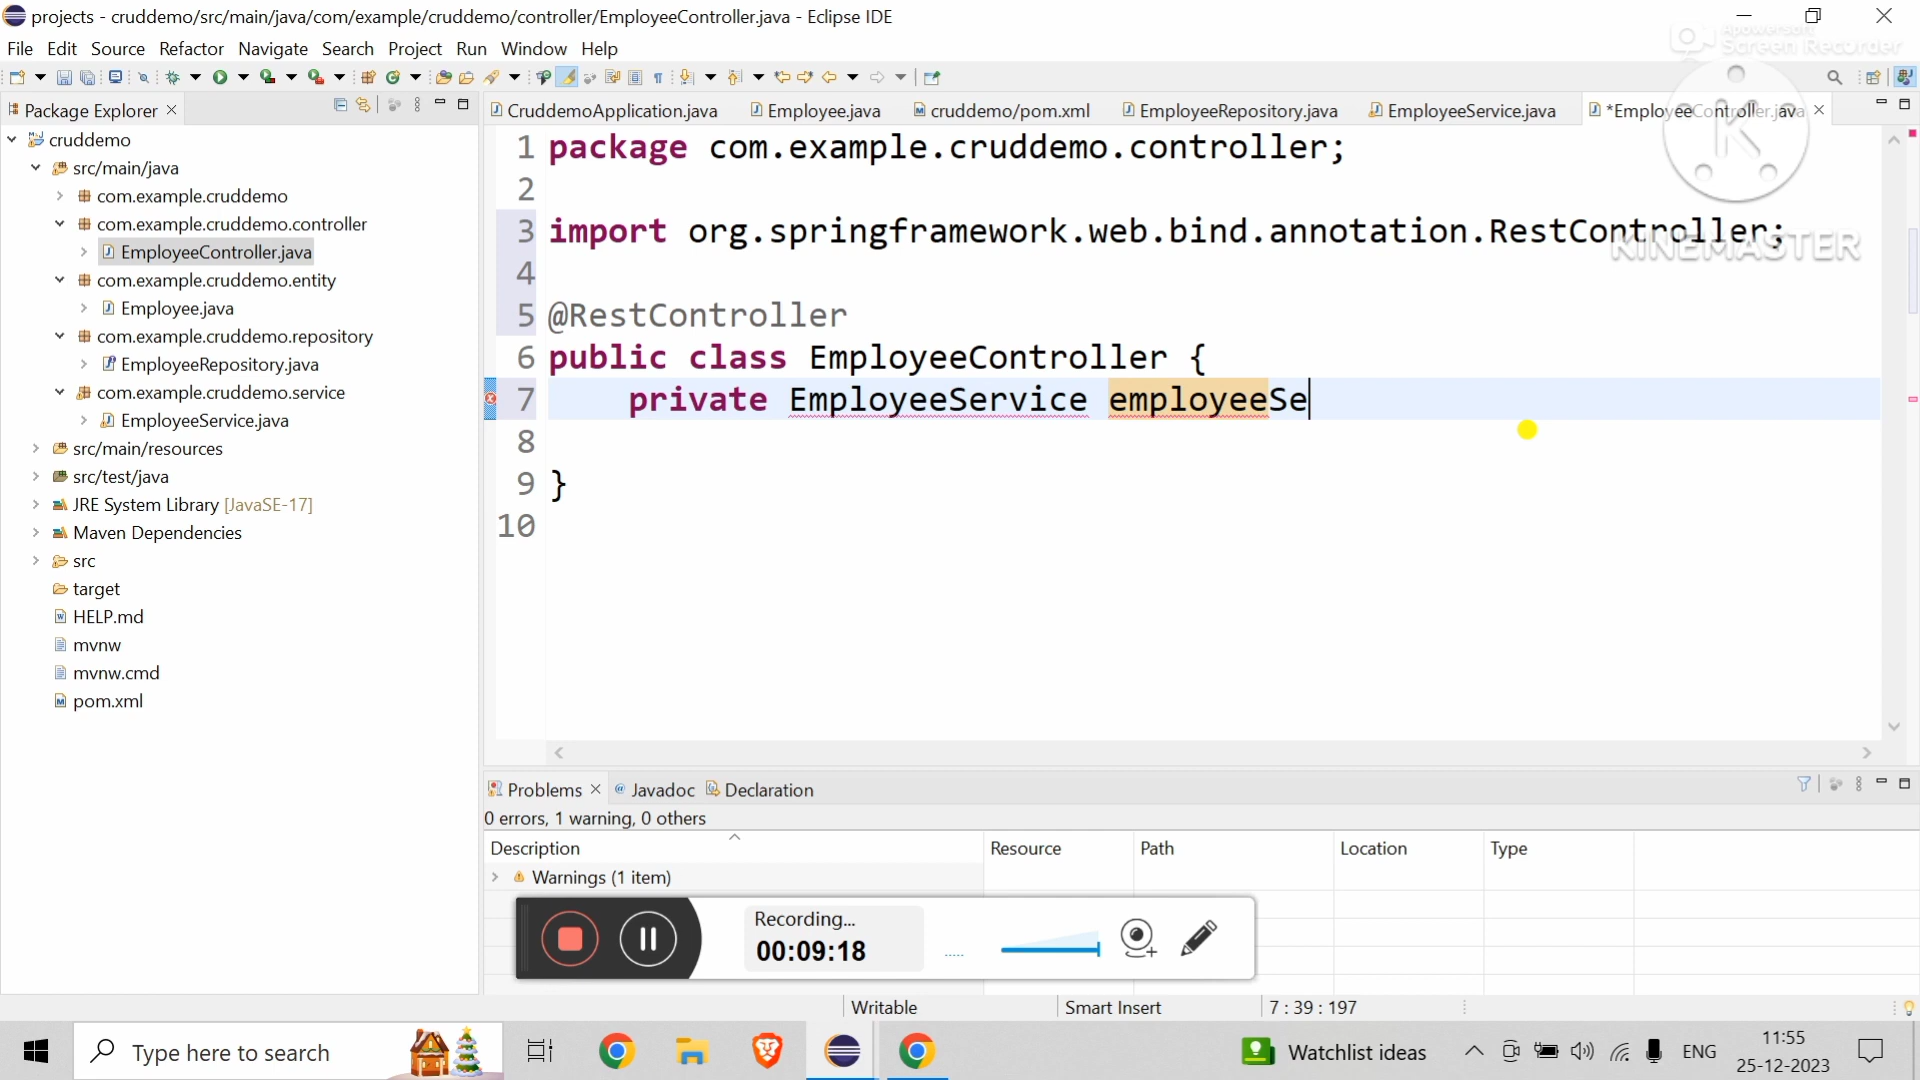 projects - cruddemo/src/main/java/com/example/cruddemo/controller/EmployeeController.java - Eclipse IDE
File Edit Source Refactor Navigate Search Project Run Window Help
Apowersoft
Screen Recorder
Package Explorer
CruddemoApplication.java Employee.java cruddemo/pom.xml EmployeeRepository.java EmployeeService.java *EmployeeController.java
cruddemo
src/main/java
com.example.cruddemo
com.example.cruddemo.controller
EmployeeController.java
com.example.cruddemo.entity
Employee.java
com.example.cruddemo.repository
EmployeeRepository.java
com.example.cruddemo.service
EmployeeService.java
src/main/resources
src/test/java
JRE System Library [JavaSE-17]
Maven Dependencies
src
target
HELP.md
mvnw
mvnw.cmd
pom.xml
1 package com.example.cruddemo.controller;
2
3 import org.springframework.web.bind.annotation.RestController;
4
5 @RestController
6 public class EmployeeController {
7 private EmployeeService employeeSe
8
9 }
10
K
KINEMASTER
Problems Javadoc Declaration
0 errors, 1 warning, 0 others
Description Resource Path Location Type
Warnings (1 item)
Recording...
00:09:18
Writable Smart Insert 7 : 39 : 197
Type here to search
Watchlist ideas
ENG
11:55
25-12-2023